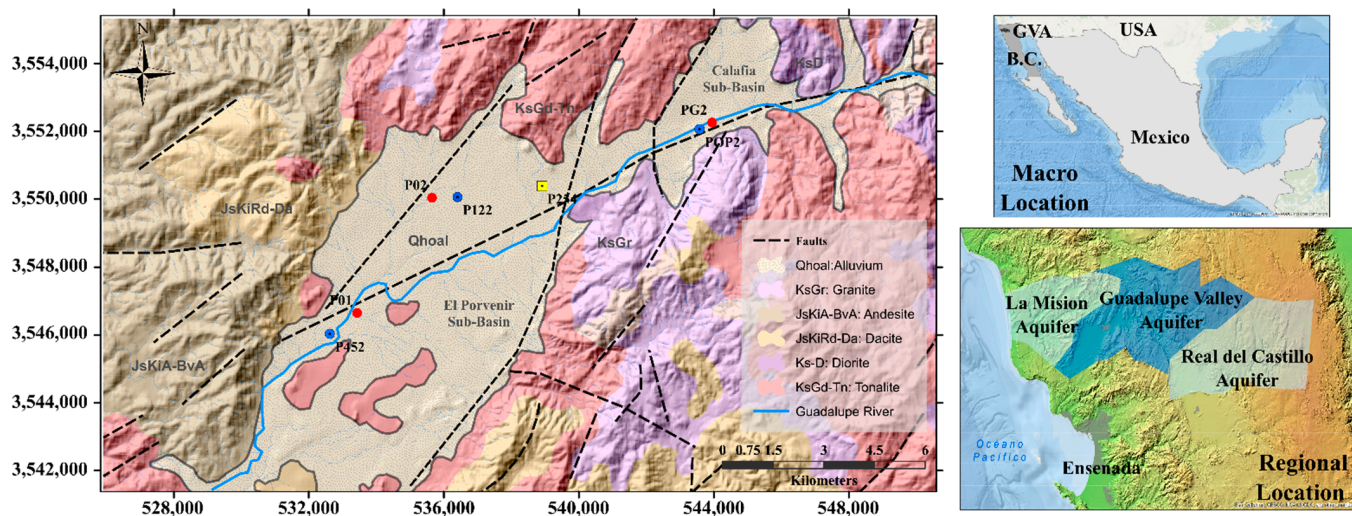 N
3,554,000
3,552,000
3,550,000
3,548,000
3,546,000
3,544,000
3,542,000
528,000
532,000
536,000
540,000
544,000
548,000
Calafia
Sub-Basin
KsD
KsGd-Tn
PG2
POP2
JsKiRd-Da
P02
P122
P254
Qhoal
KsGr
P01
P452
El Porvenir
Sub-Basin
JsKiA-BvA
Faults
Qhoal:Alluvium
KsGr: Granite
JsKiA-BvA: Andesite
JsKiRd-Da: Dacite
Ks-D: Diorite
KsGd-Tn: Tonalite
Guadalupe River
0 0.75 1.5 3 4.5 6
Kilometers
GVA
B.C.
USA
Mexico
Macro
Location
La Mision
Aquifer
Guadalupe Valley
Aquifer
Real del Castillo
Aquifer
Océano
Pacífico
Ensenada
Regional
Location